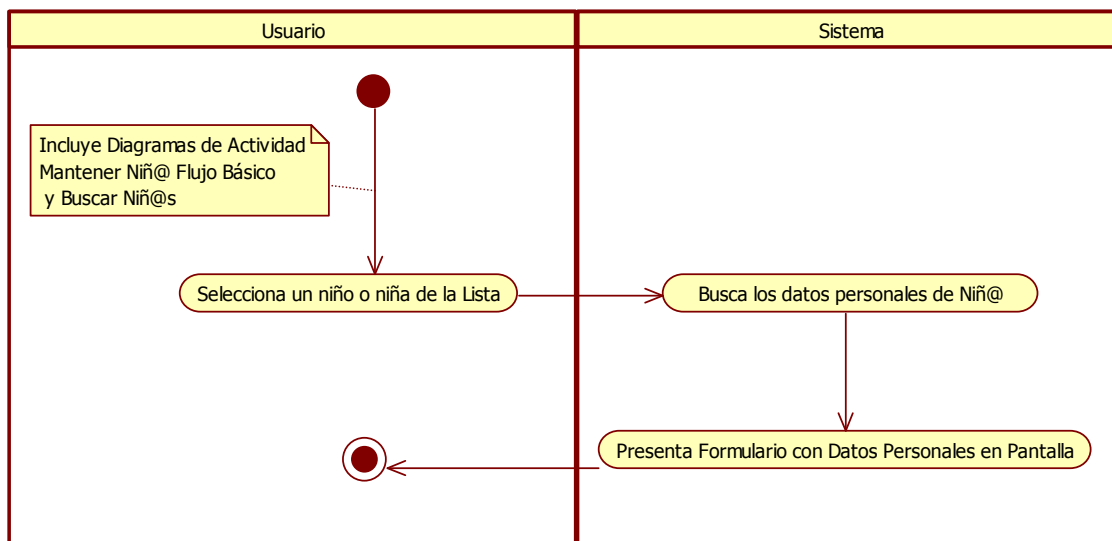 Usuario
Sistema
Incluye Diagramas de Actividad
Mantener Niñ@ Flujo Básico
y Buscar Niñ@s
Selecciona un niño o niña de la Lista
Busca los datos personales de Niñ@
Presenta Formulario con Datos Personales en Pantalla